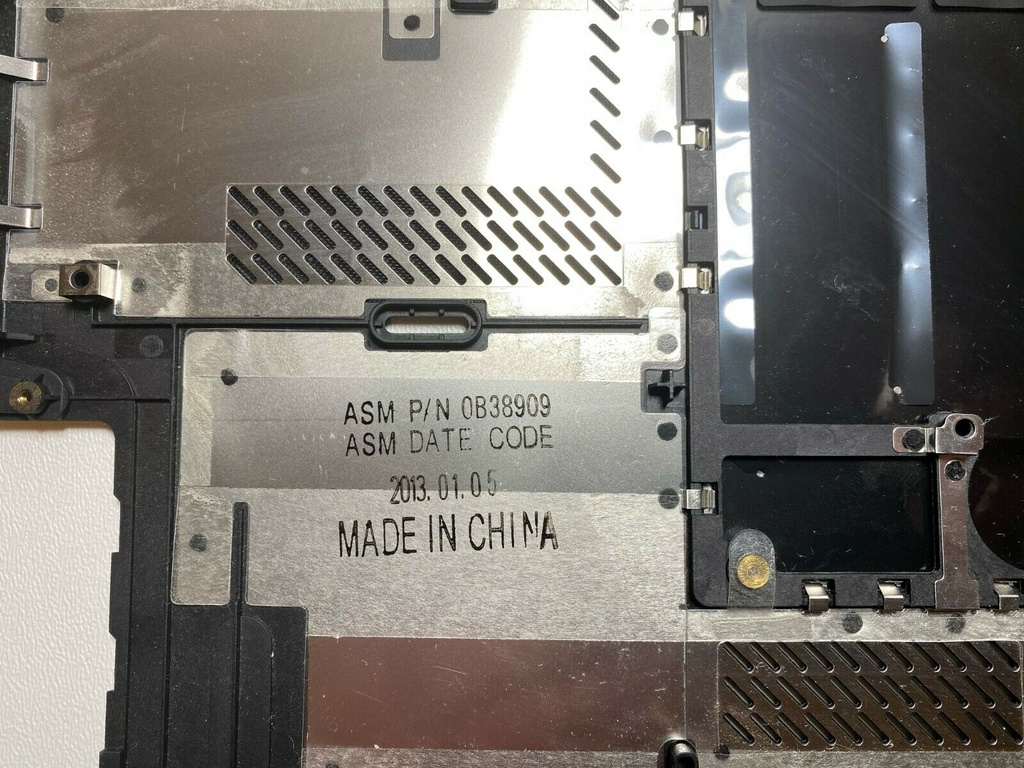 ASM P/N 0B38909
ASM DATE CODE
2013.01.05
MADE IN CHINA